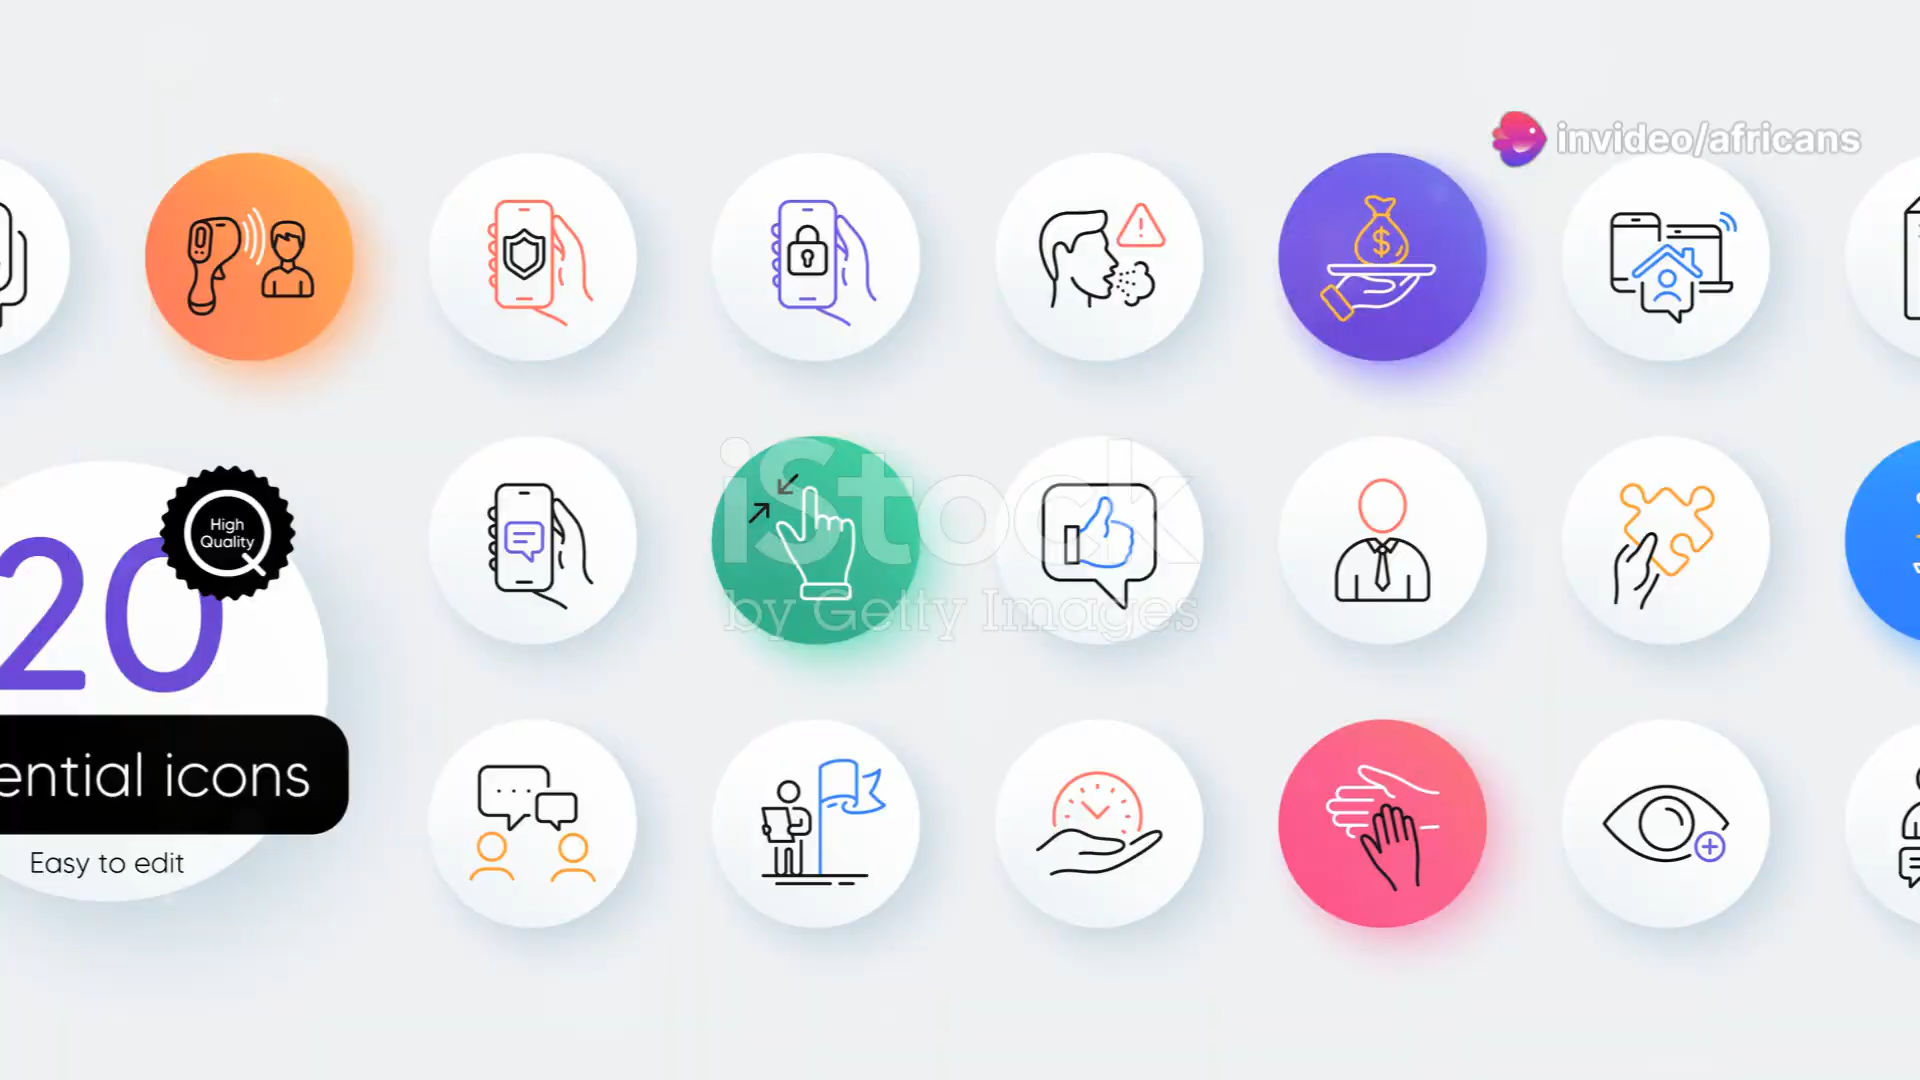 invideo/africans
High
Quality
20
ential icons
Easy to edit
iStock
by Getty Images
$